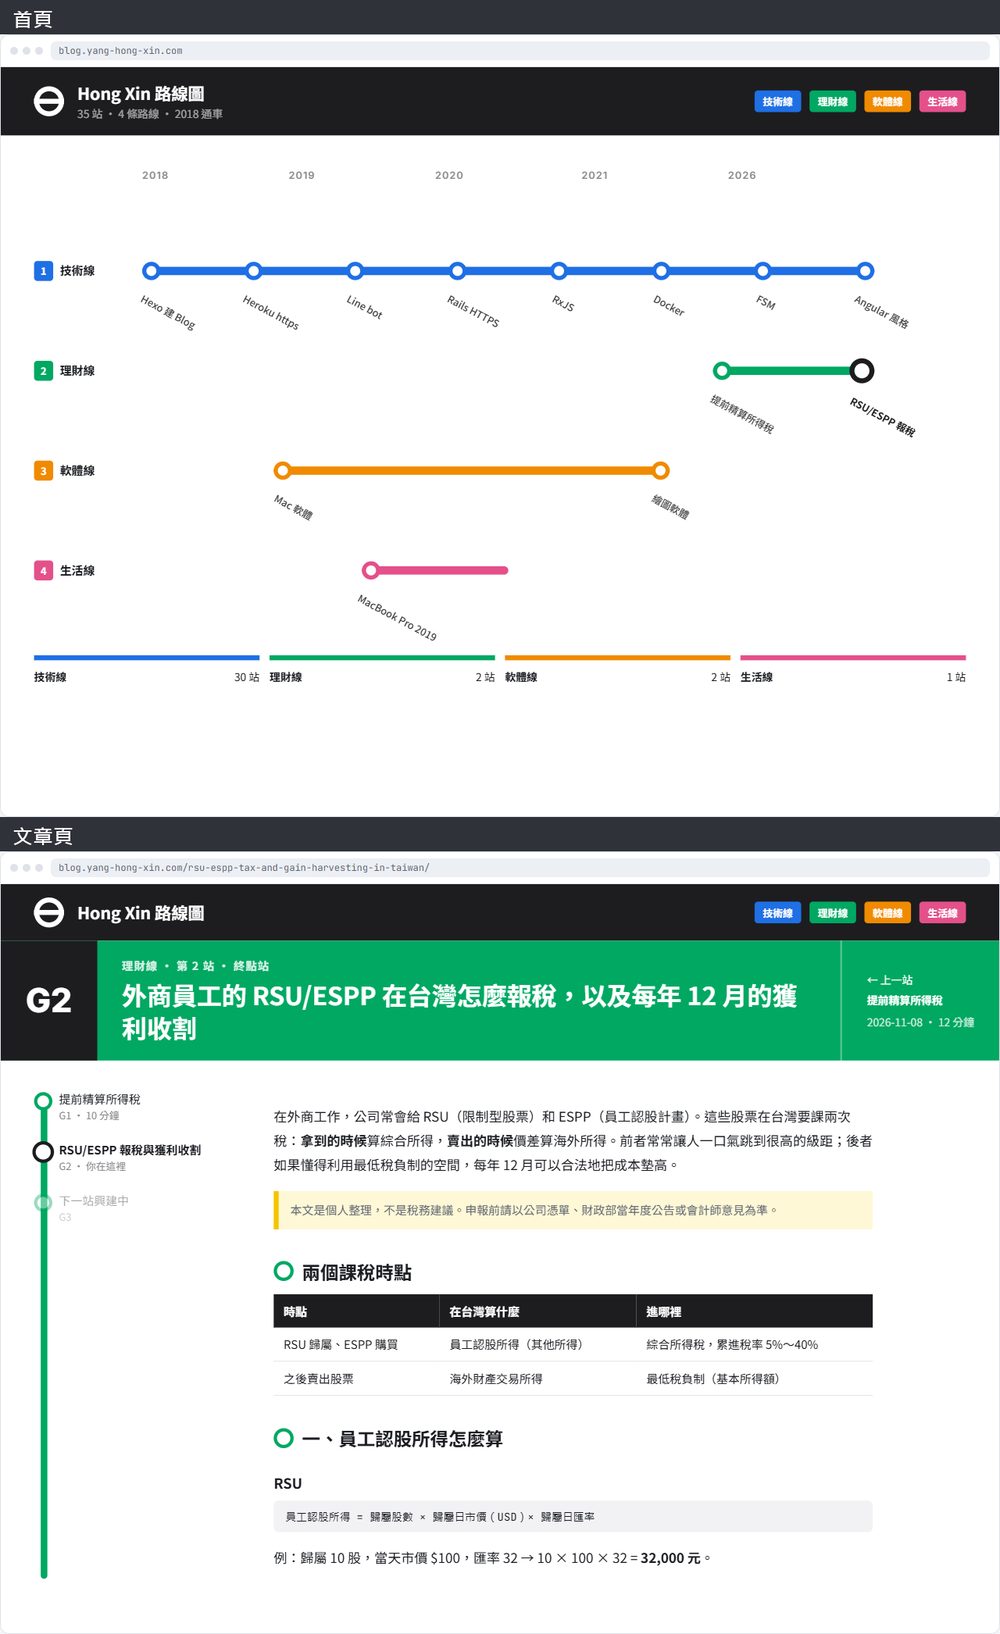 首頁
blog.yang-hong-xin.com
Hong Xin 路線圖
35 站 · 4 條路線 · 2018 通車
技術線 理財線 軟體線 生活線
2018 2019 2020 2021 2026
1 技術線
Hexo 建 Blog Heroku https Line bot Rails HTTPS RxJS Docker FSM Angular 風格
2 理財線
提前精算所得稅 RSU/ESPP 報稅
3 軟體線
Mac 軟體 繪圖軟體
4 生活線
MacBook Pro 2019
技術線 30 站 理財線 2 站 軟體線 2 站 生活線 1 站
文章頁
blog.yang-hong-xin.com/rsu-espp-tax-and-gain-harvesting-in-taiwan/
Hong Xin 路線圖
技術線 理財線 軟體線 生活線
G2
理財線 · 第 2 站 · 終點站
外商員工的 RSU/ESPP 在台灣怎麼報稅，以及每年 12 月的獲
利收割
← 上一站
提前精算所得稅
2026-11-08 · 12 分鐘
提前精算所得稅
G1 · 10 分鐘
RSU/ESPP 報稅與獲利收割
G2 · 你在這裡
下一站興建中
G3
在外商工作，公司常會給 RSU（限制型股票）和 ESPP（員工認股計畫）。這些股票在台灣要課兩次
稅：拿到的時候算綜合所得，賣出的時候價差算海外所得。前者常常讓人一口氣跳到很高的級距；後者
如果懂得利用最低稅負制的空間，每年 12 月可以合法地把成本墊高。
本文是個人整理，不是稅務建議。申報前請以公司憑單、財政部當年度公告或會計師意見為準。
兩個課稅時點
時點 在台灣算什麼 進哪裡
RSU 歸屬、ESPP 購買 員工認股所得（其他所得） 綜合所得稅，累進稅率 5%～40%
之後賣出股票 海外財產交易所得 最低稅負制（基本所得額）
一、員工認股所得怎麼算
RSU
員工認股所得 = 歸屬股數 × 歸屬日市價（USD）× 歸屬日匯率
例：歸屬 10 股，當天市價 $100，匯率 32 → 10 × 100 × 32 = 32,000 元。